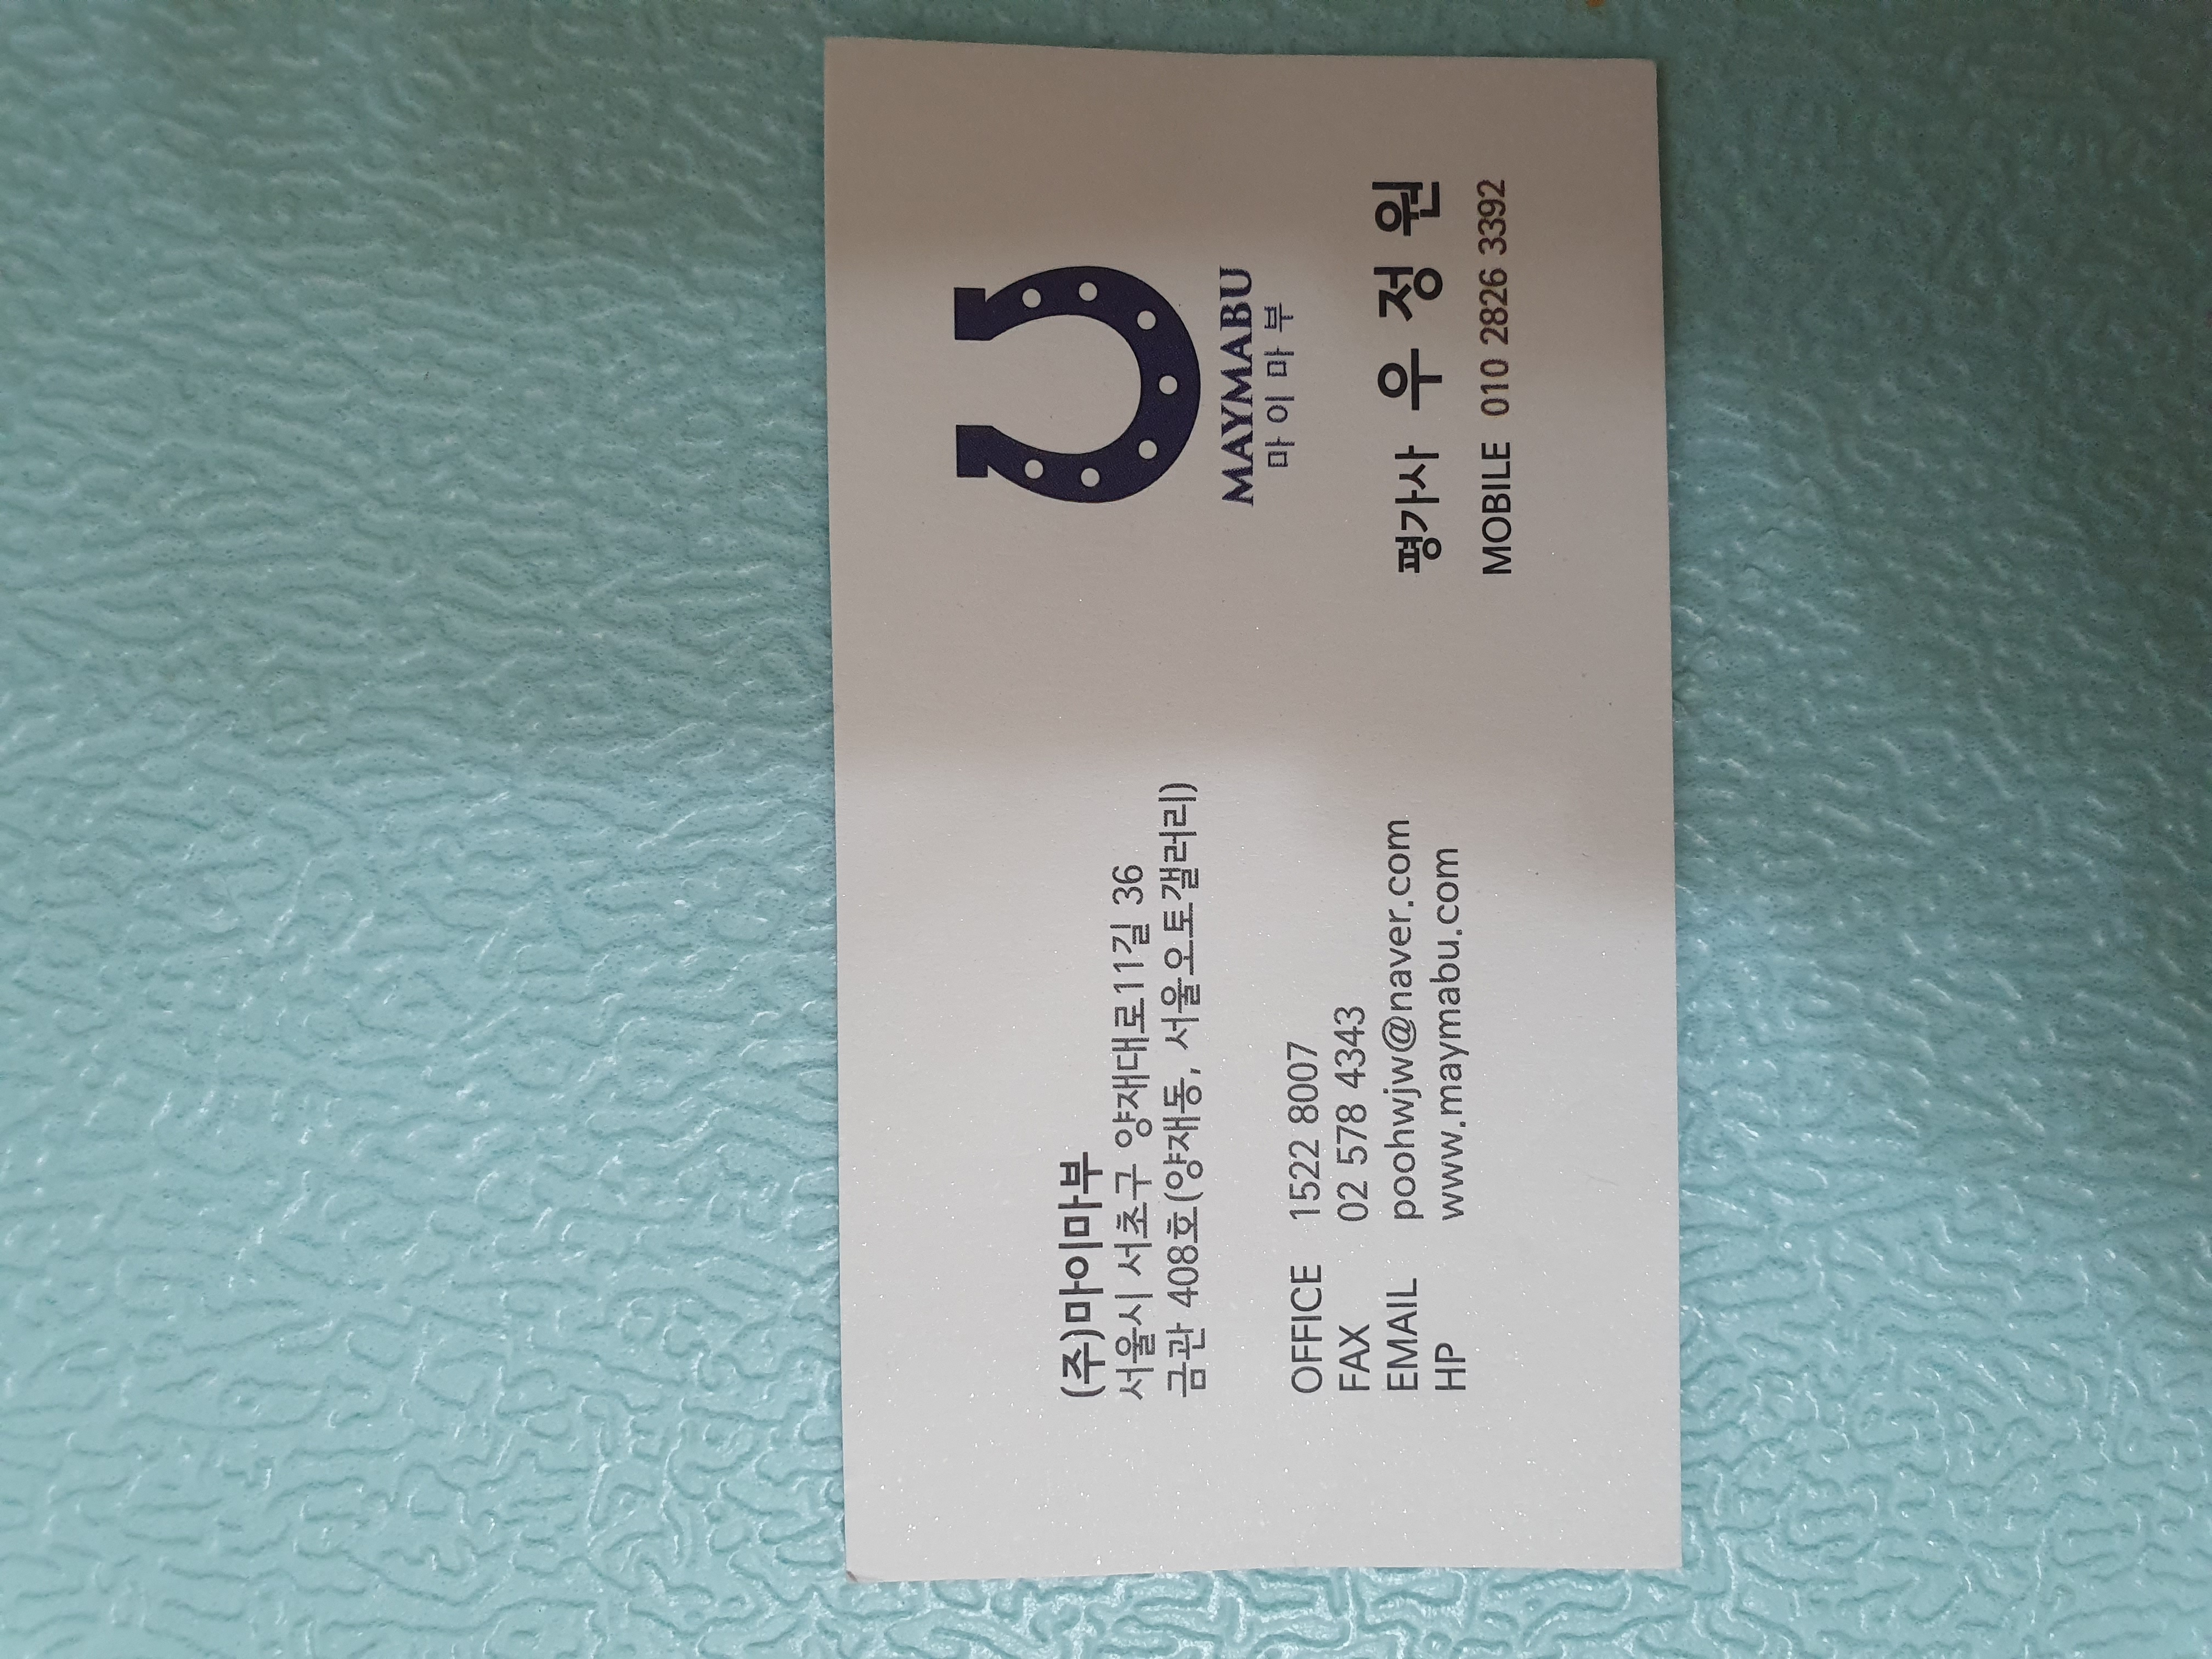 (주)마이마부
서울시 서초구 양재대로11길 36
금관 408호(양재동, 서울오토갤러리)
OFFICE 1522 8007
FAX 02 578 4343
EMAIL poohwjw@naver.com
HP www.maymabu.com
MAYMABU
마이마부
평가사 우정원
MOBILE 010 2826 3392